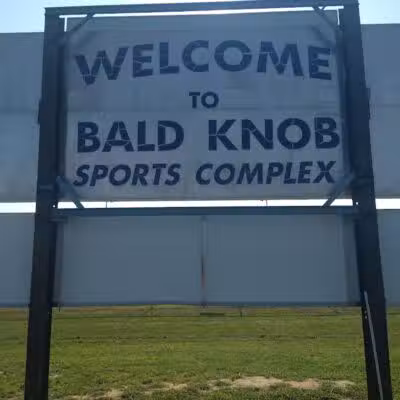 WELCOME
TO
BALD KNOB
SPORTS COMPLEX